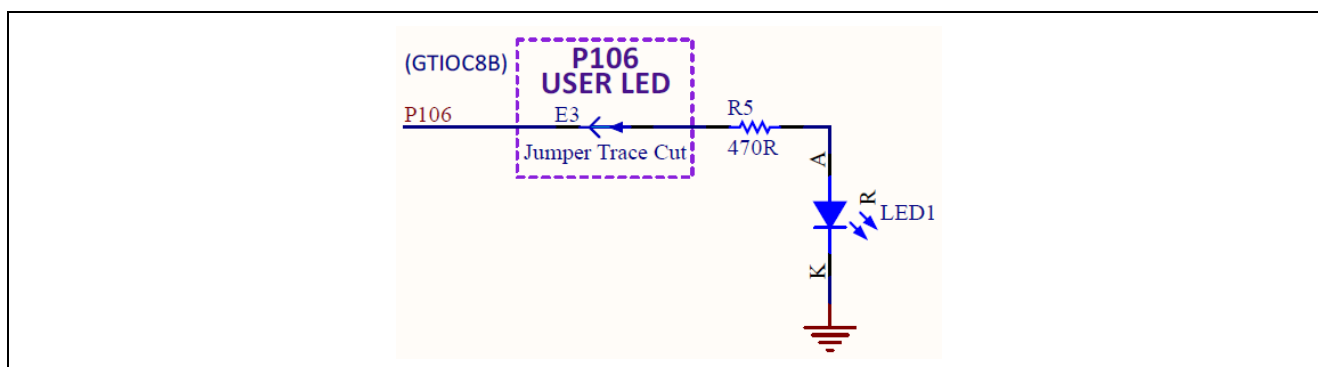 (GTIOC8B)
P106
USER LED
P106
E3
Jumper Trace Cut
R5
470R
A
R
LED1
K